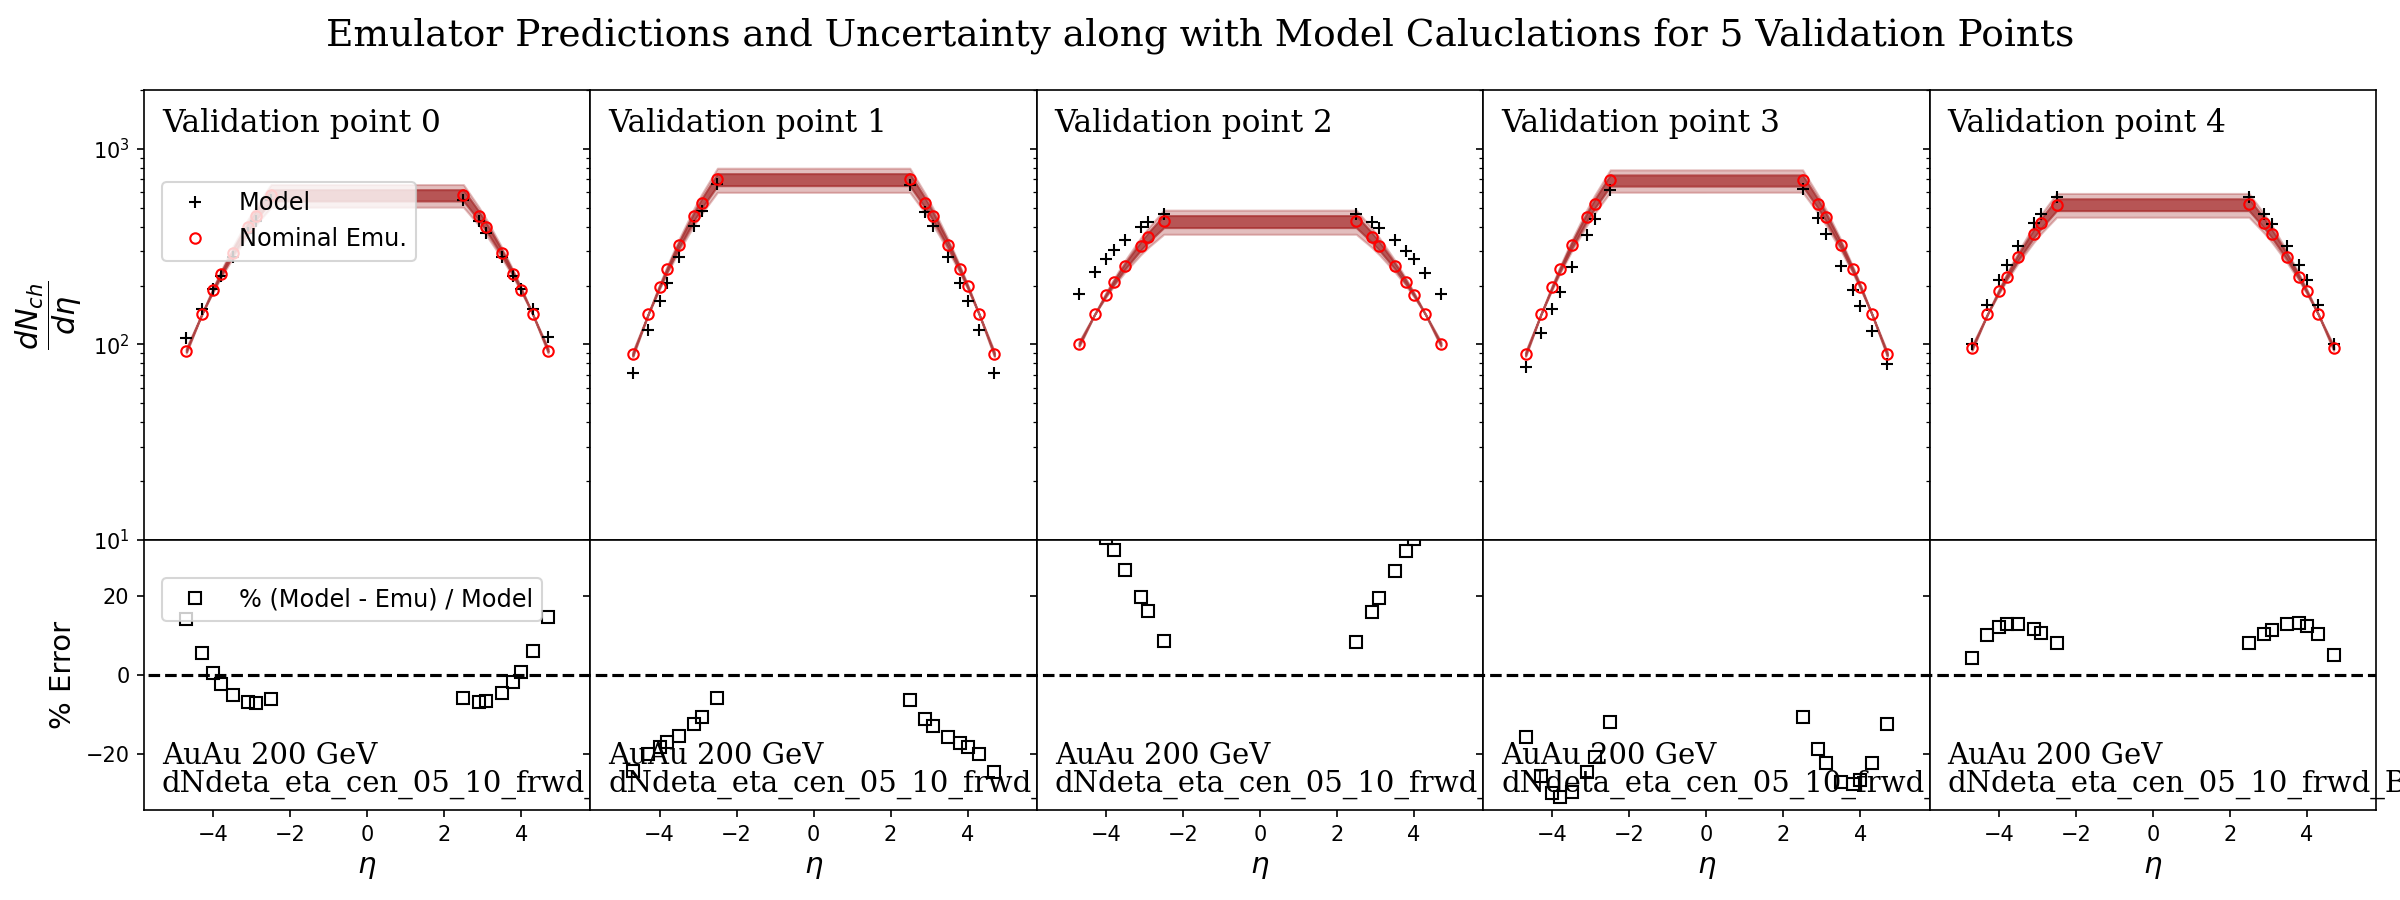 Emulator Predictions and Uncertainty along with Model Caluclations for 5 Validation Points
Validation point 0
Validation point 1
Validation point 2
Validation point 3
Validation point 4
Model
Nominal Emu.
10³
10²
10¹
dN_ch
dη
% (Model - Emu) / Model
20
0
−20
% Error
AuAu 200 GeV
dNdeta_eta_cen_05_10_frwd_
AuAu 200 GeV
dNdeta_eta_cen_05_10_frwd_
AuAu 200 GeV
dNdeta_eta_cen_05_10_frwd_
AuAu 200 GeV
dNdeta_eta_cen_05_10_frwd_
AuAu 200 GeV
dNdeta_eta_cen_05_10_frwd_B
−4 −2 0 2 4
−4 −2 0 2 4
−4 −2 0 2 4
−4 −2 0 2 4
−4 −2 0 2 4
η
η
η
η
η